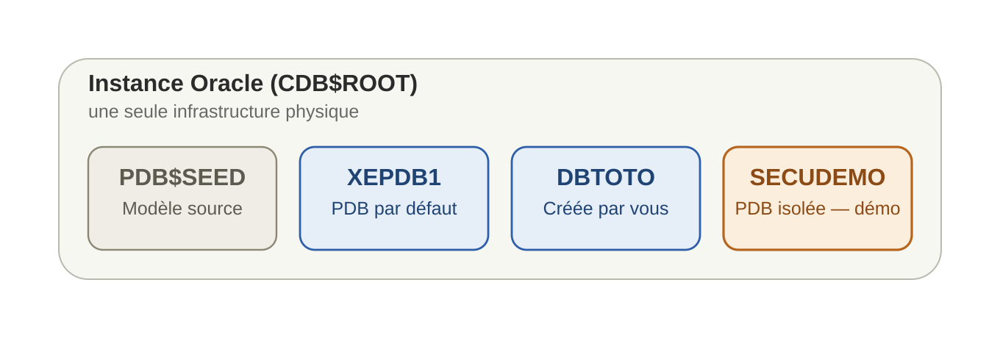 Instance Oracle (CDB$ROOT)
une seule infrastructure physique
PDB$SEED
Modèle source
XEPDB1
PDB par défaut
DBTOTO
Créée par vous
SECUDEMO
PDB isolée — démo